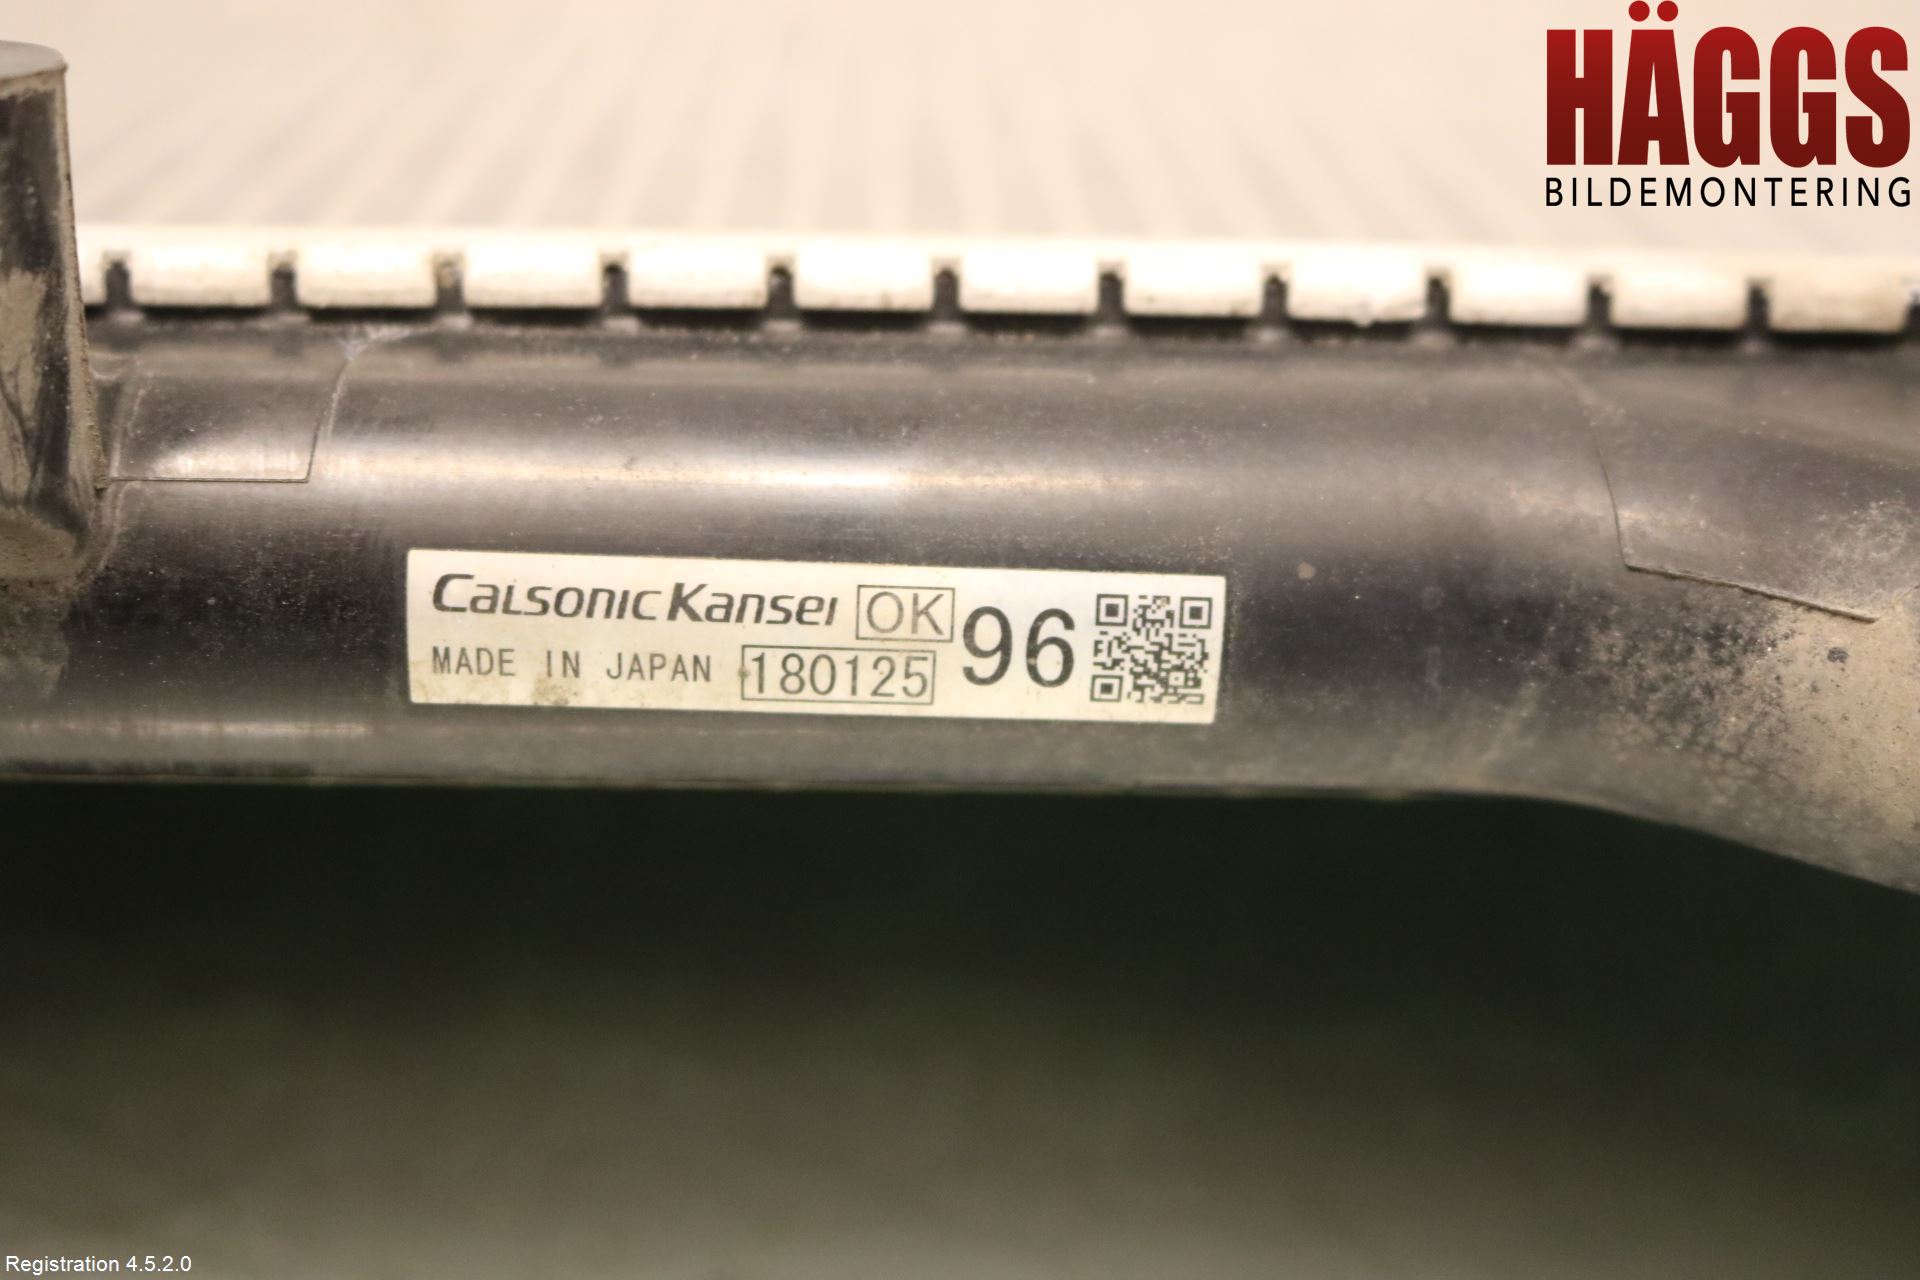 HÄGGS
BILDEMONTERING
CalsonicKansei OK 96
MADE IN JAPAN 180125
Registration 4.5.2.0